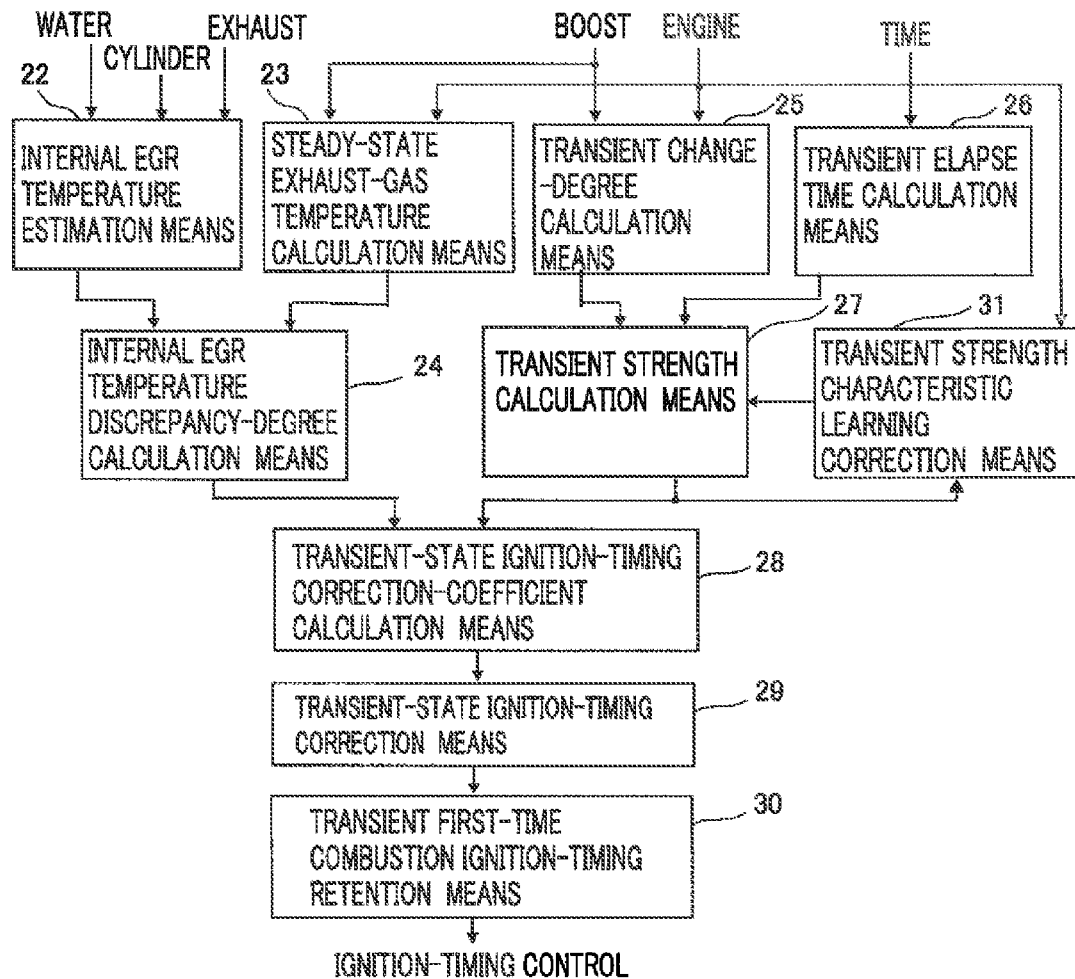 WATER
CYLINDER
EXHAUST
BOOST
ENGINE
TIME
22
INTERNAL EGR
TEMPERATURE
ESTIMATION MEANS
23
STEADY-STATE
EXHAUST-GAS
TEMPERATURE
CALCULATION MEANS
25
TRANSIENT CHANGE
-DEGREE
CALCULATION
MEANS
26
TRANSIENT ELAPSE
TIME CALCULATION
MEANS
INTERNAL EGR
TEMPERATURE
DISCREPANCY-DEGREE
CALCULATION MEANS
24
27
TRANSIENT STRENGTH
CALCULATION MEANS
31
TRANSIENT STRENGTH
CHARACTERISTIC
LEARNING
CORRECTION MEANS
TRANSIENT-STATE IGNITION-TIMING
CORRECTION-COEFFICIENT
CALCULATION MEANS
28
TRANSIENT-STATE IGNITION-TIMING
CORRECTION MEANS
29
TRANSIENT FIRST-TIME
COMBUSTION IGNITION-TIMING
RETENTION MEANS
30
IGNITION-TIMING CONTROL